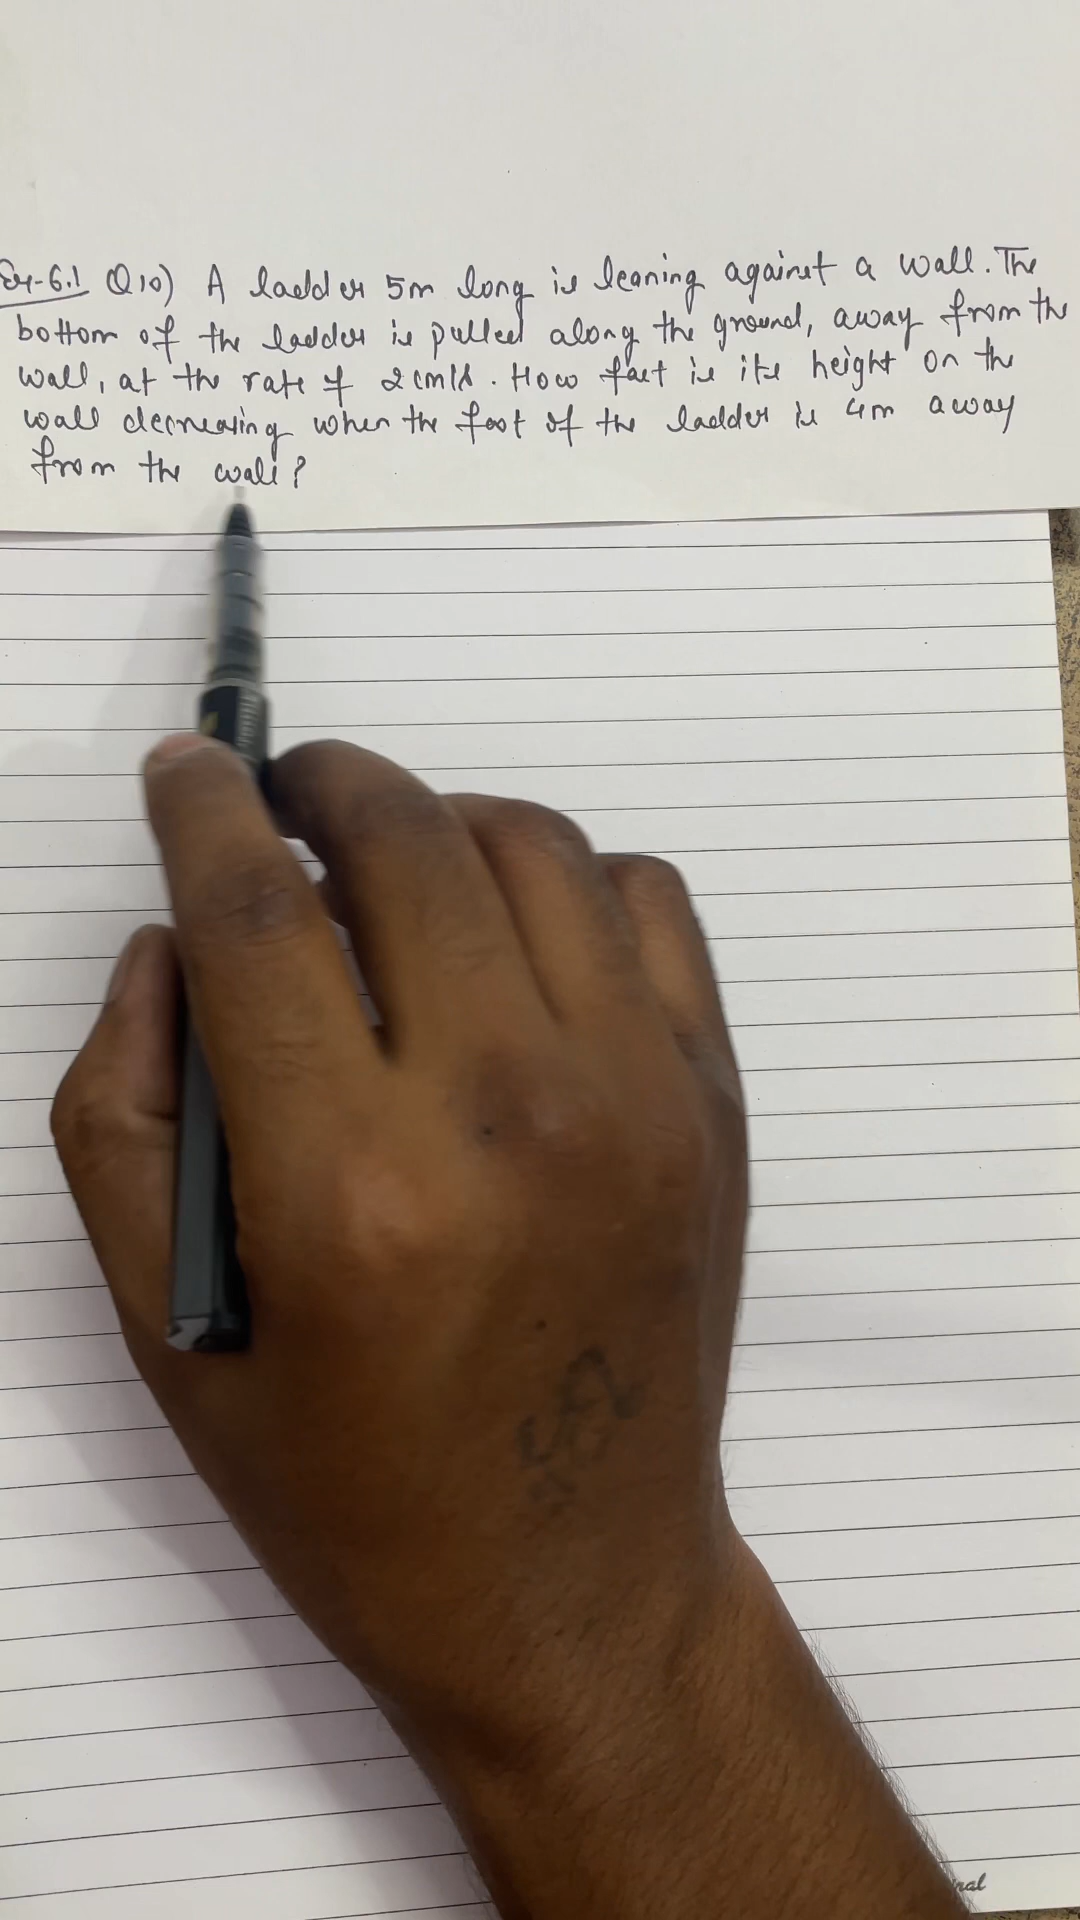 Ex-6.1 Q10) A ladder 5m long is leaning against a wall. The
bottom of the ladder is pulled along the ground, away from the
wall, at the rate of 2cm/s. How fast is its height on the
wall decreasing when the foot of the ladder is 4m away
from the wall?